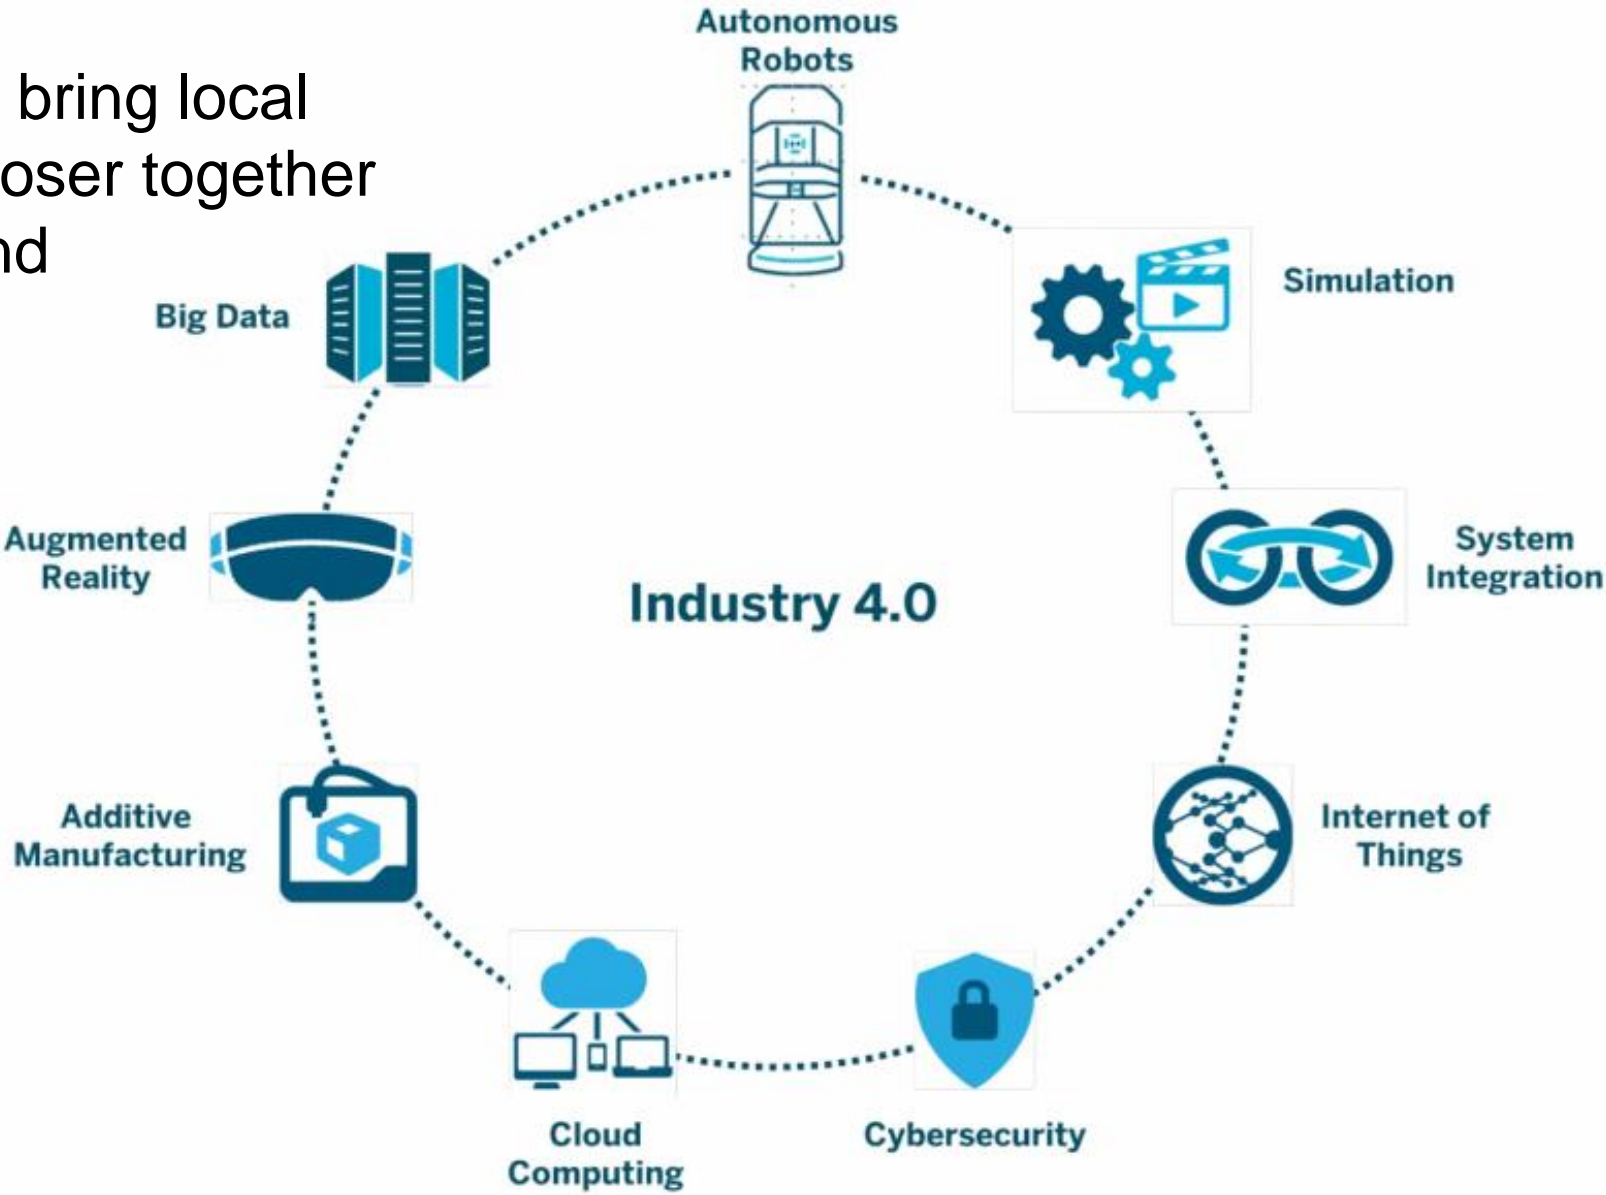 bring local
oser together
nd
Autonomous
Robots
Simulation
System
Integration
Internet of
Things
Cybersecurity
Cloud
Computing
Additive
Manufacturing
Augmented
Reality
Big Data
Industry 4.0